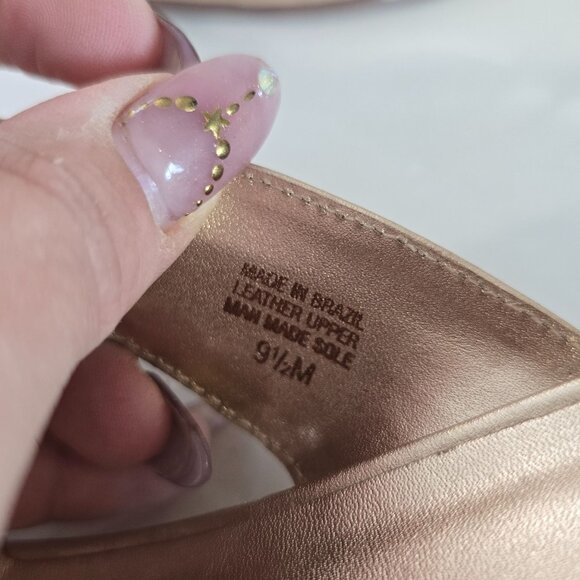 MADE IN BRAZIL
LEATHER UPPER
MAN MADE SOLE
9½M